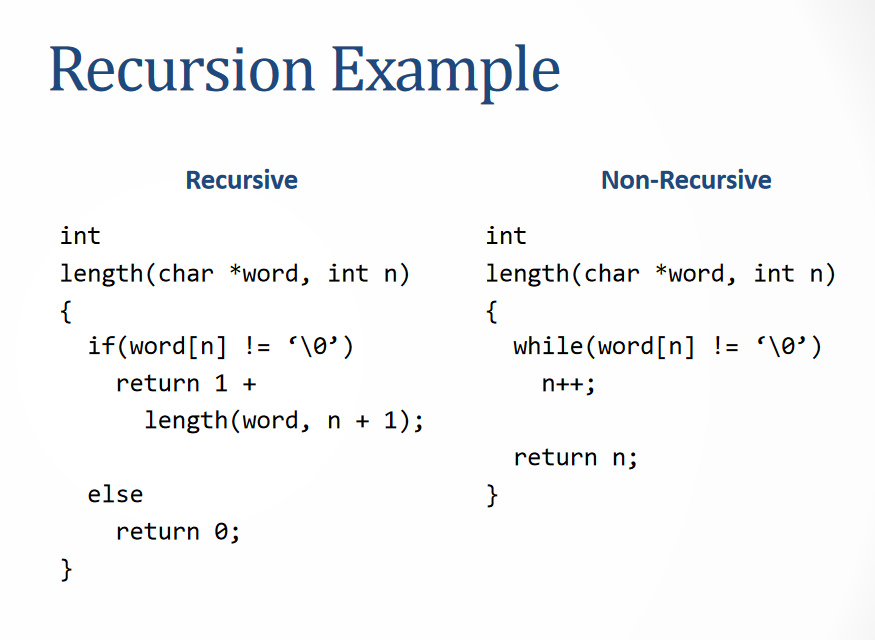 Recursion Example
Recursive
int
length(char *word, int n)
{
if(word[n] != ‘\0’)
return 1 +
length(word, n + 1);
else
return 0;
}
Non-Recursive
int
length(char *word, int n)
{
while(word[n] != ‘\0’)
n++;
return n;
}